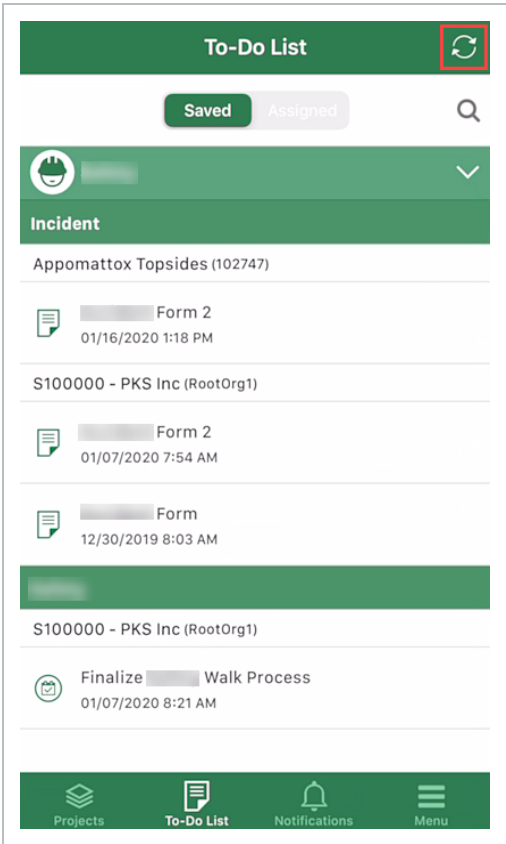 To-Do List
Saved Assigned
Incident
Appomattox Topsides (102747)
Form 2
01/16/2020 1:18 PM
S100000 - PKS Inc (RootOrg1)
Form 2
01/07/2020 7:54 AM
Form
12/30/2019 8:03 AM
S100000 - PKS Inc (RootOrg1)
Finalize Walk Process
01/07/2020 8:21 AM
Projects To-Do List Notifications Menu